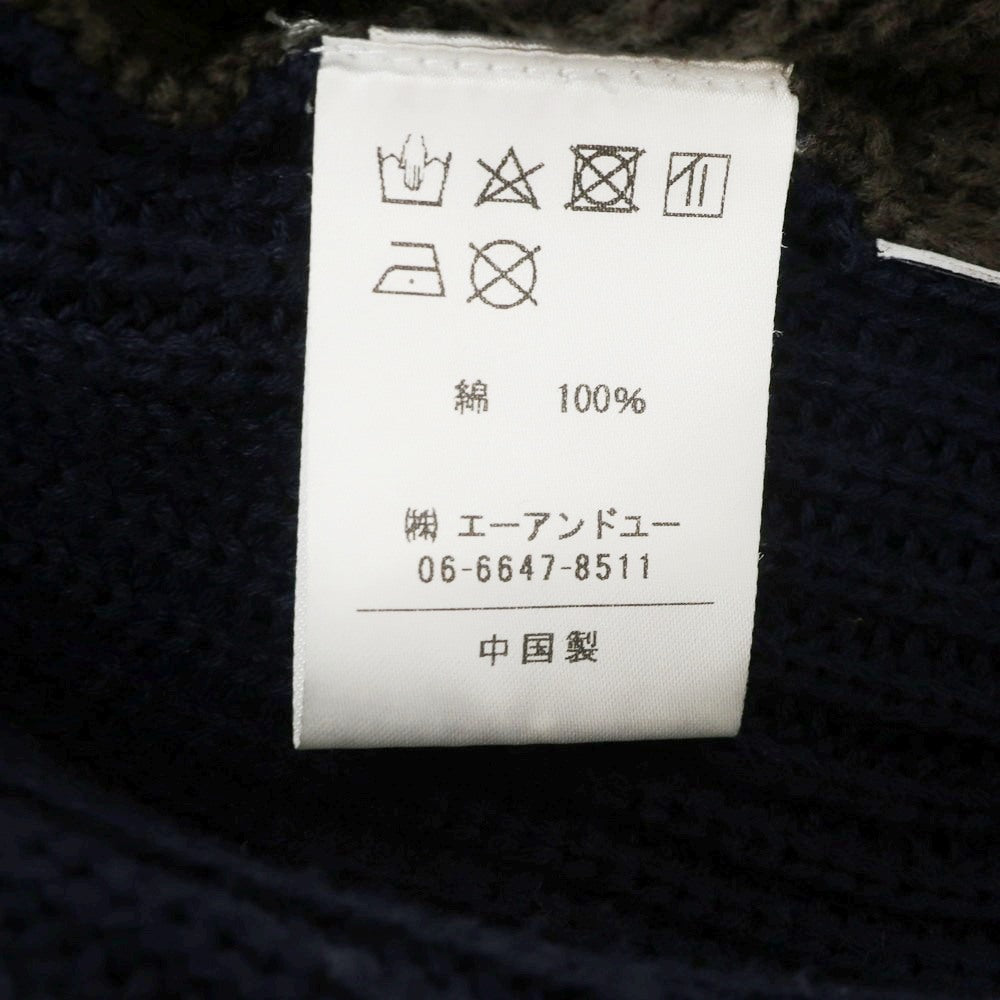 綿 100%
㈱ エーアンドユー
06-6647-8511
中国製